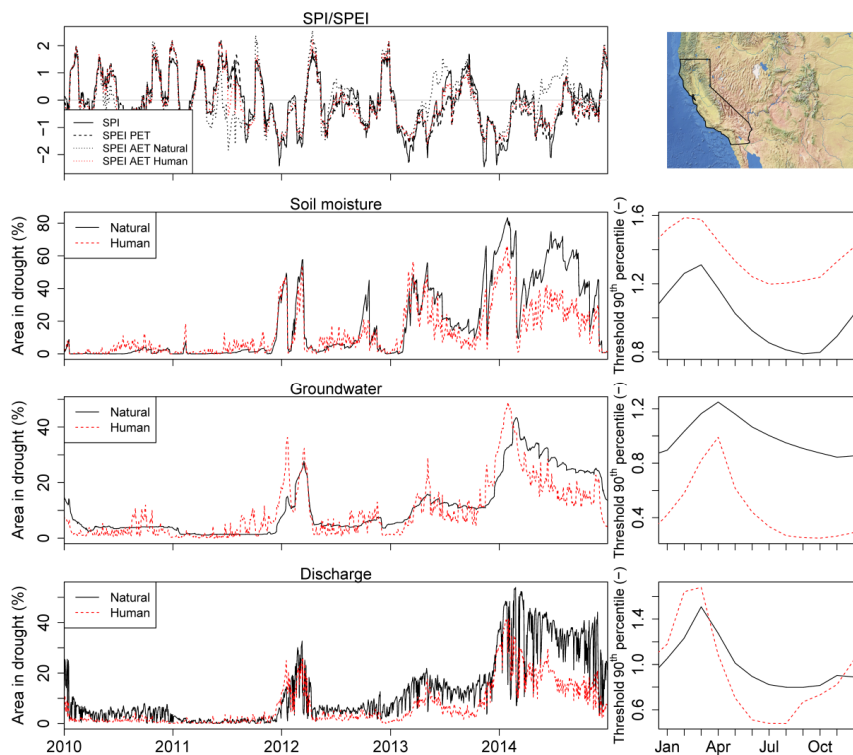 SPI/SPEI
2
1
0
−1
−2
SPI
SPEI PET
SPEI AET Natural
SPEI AET Human
Soil moisture
Area in drought (%)
80
60
40
20
0
Natural
Human
Threshold 90th percentile (−)
1.6
1.2
0.8
Groundwater
Area in drought (%)
40
20
0
Natural
Human
Threshold 90th percentile (−)
1.2
0.8
0.4
Discharge
Area in drought (%)
40
20
0
Natural
Human
2010
2011
2012
2013
2014
Threshold 90th percentile (−)
1.4
1.0
0.6
Jan
Apr
Jul
Oct